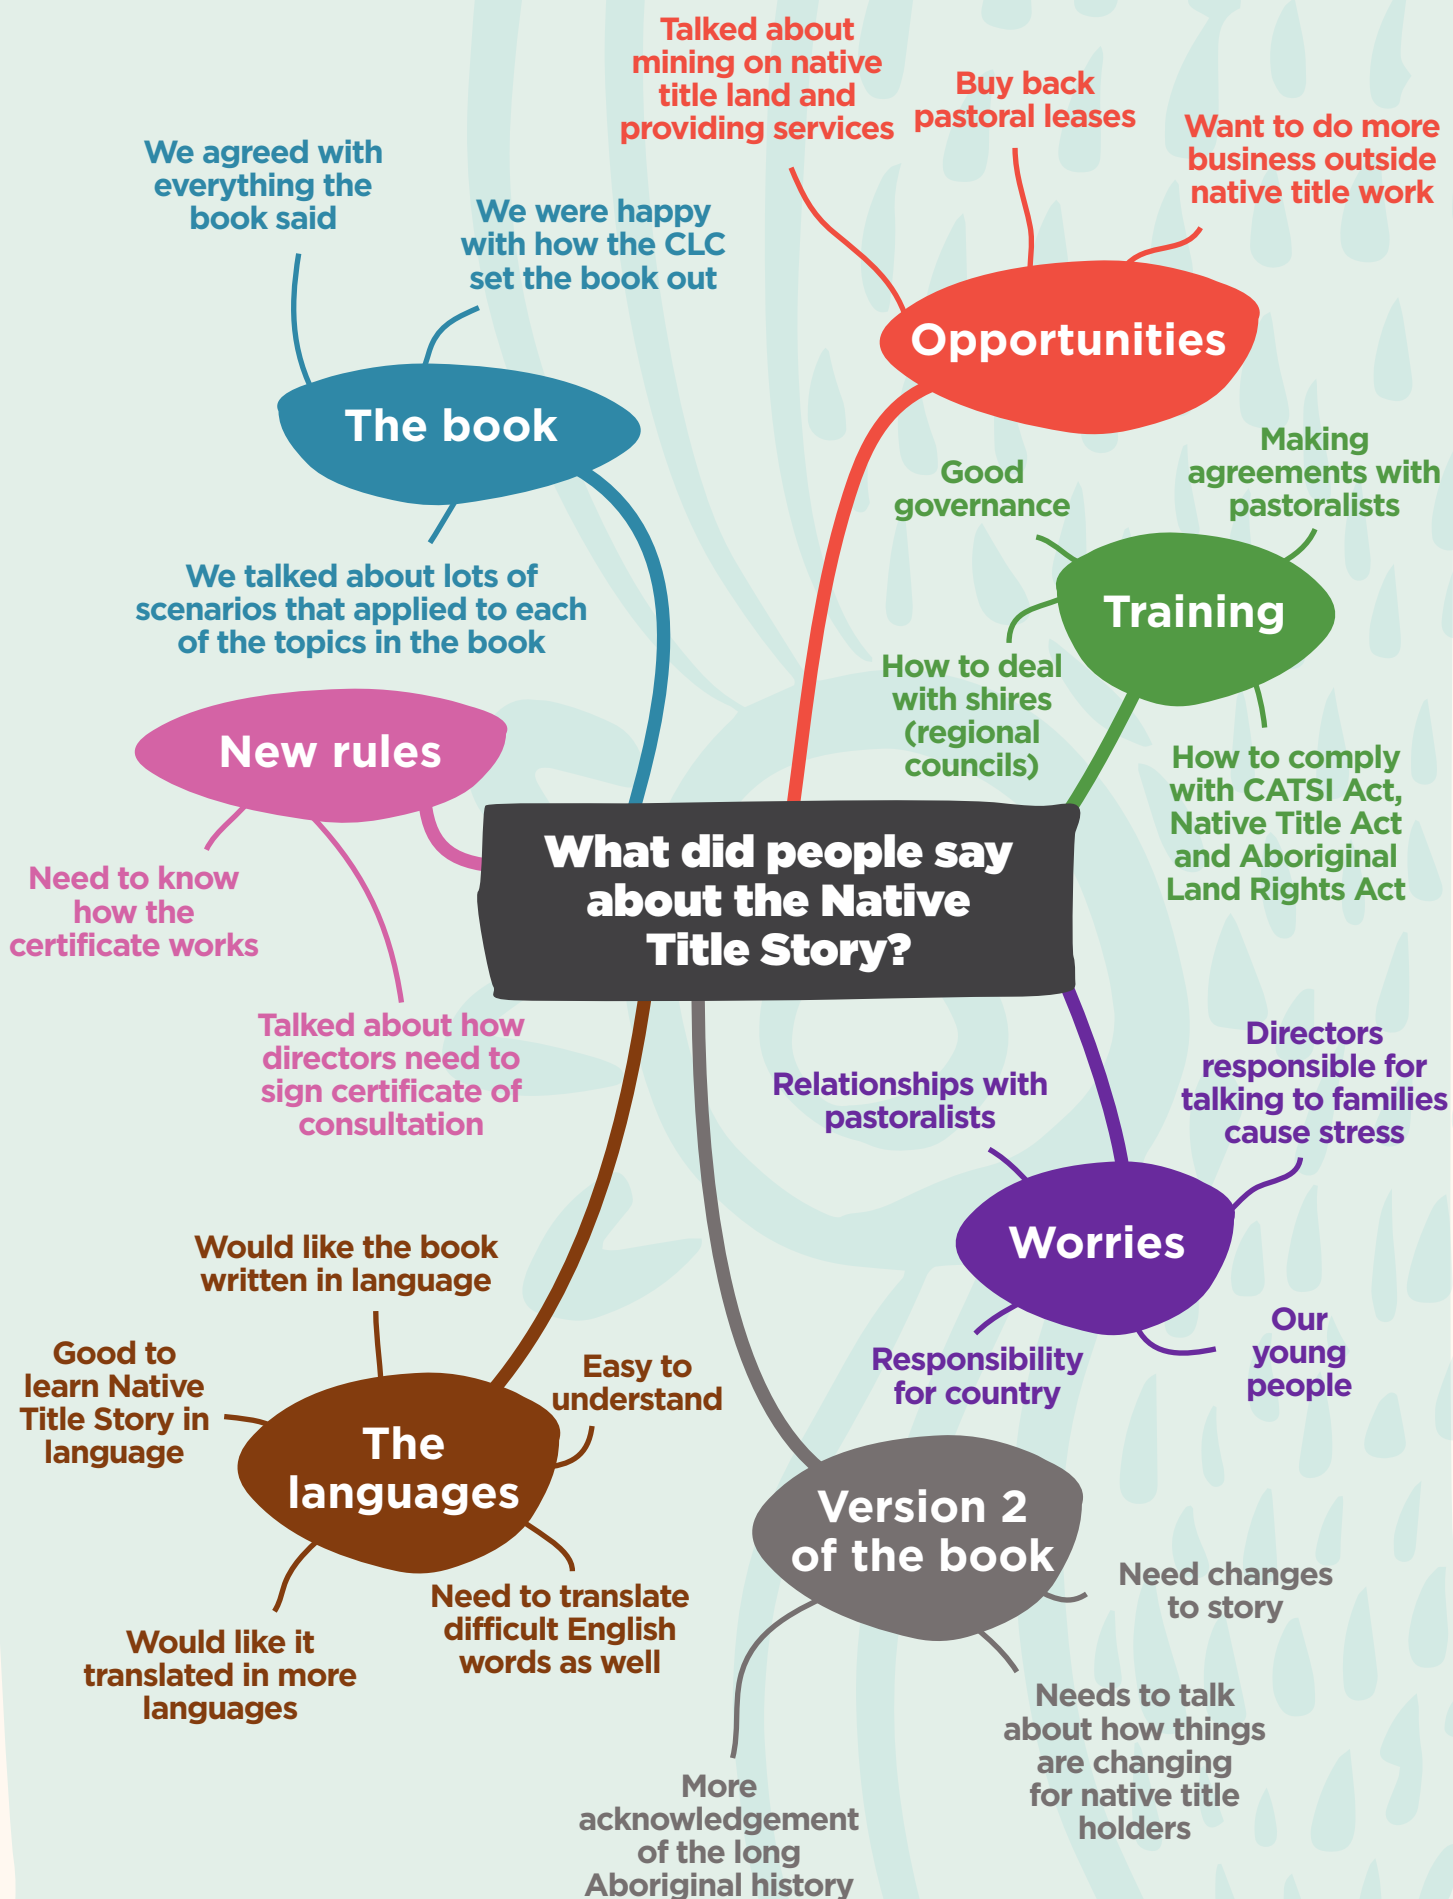 What did people say
about the Native
Title Story?
The book
We agreed with
everything the
book said
We were happy
with how the CLC
set the book out
We talked about lots of
scenarios that applied to each
of the topics in the book
Opportunities
Talked about
mining on native
title land and
providing services
Buy back
pastoral leases
Want to do more
business outside
native title work
Training
Good
governance
Making
agreements with
pastoralists
How to deal
with shires
(regional
councils)
How to comply
with CATSI Act,
Native Title Act
and Aboriginal
Land Rights Act
New rules
Need to know
how the
certificate works
Talked about how
directors need to
sign certificate of
consultation
Worries
Relationships with
pastoralists
Directors
responsible for
talking to families
cause stress
Responsibility
for country
Our
young
people
The
languages
Would like the book
written in language
Good to
learn Native
Title Story in
language
Easy to
understand
Would like it
translated in more
languages
Need to translate
difficult English
words as well
Version 2
of the book
Need changes
to story
Needs to talk
about how things
are changing
for native title
holders
More
acknowledgement
of the long
Aboriginal history